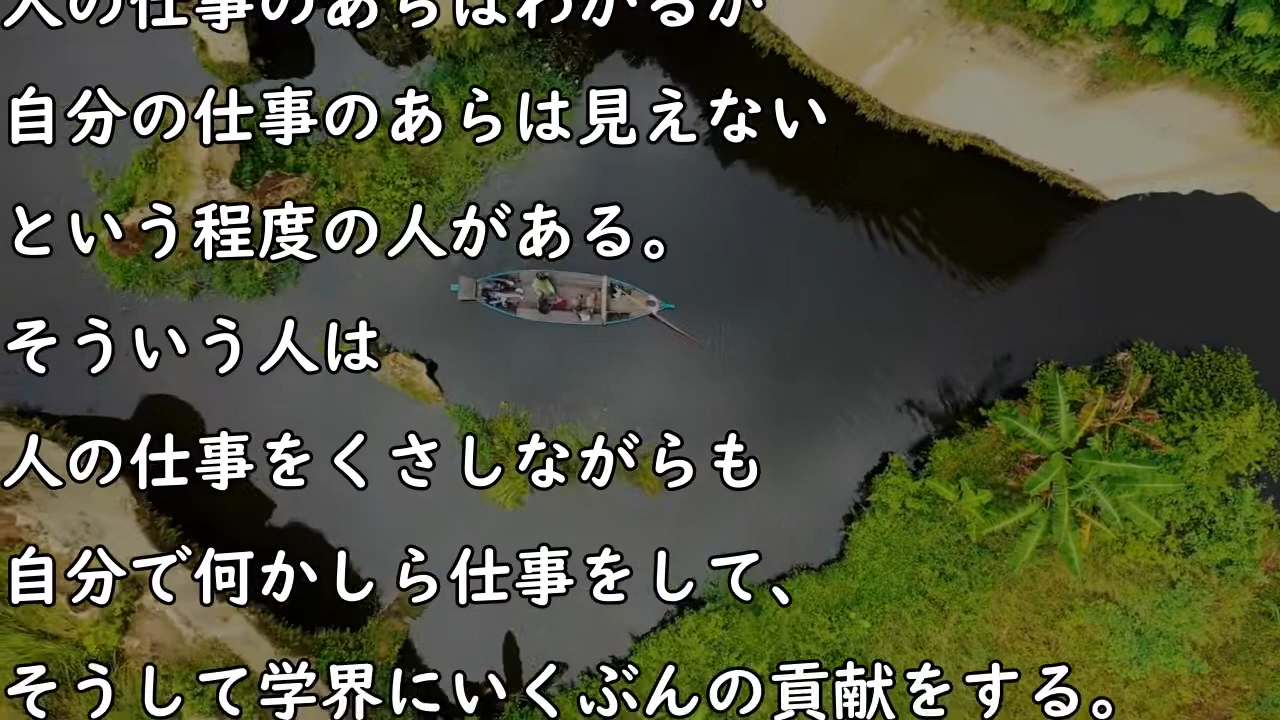 人の仕事のあらはわかるが
自分の仕事のあらは見えない
という程度の人がある。
そういう人は
人の仕事をくさしながらも
自分で何かしら仕事をして、
そうして学界にいくぶんの貢献をする。